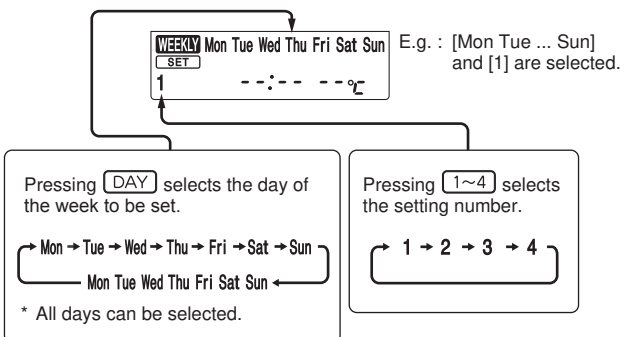 WEEKLY Mon Tue Wed Thu Fri Sat Sun
SET
1 --:-- --°C
E.g. : [Mon Tue ... Sun]
and [1] are selected.
Pressing DAY selects the day of
the week to be set.
Mon → Tue → Wed → Thu → Fri → Sat → Sun
Mon Tue Wed Thu Fri Sat Sun
* All days can be selected.
Pressing 1~4 selects
the setting number.
1 → 2 → 3 → 4